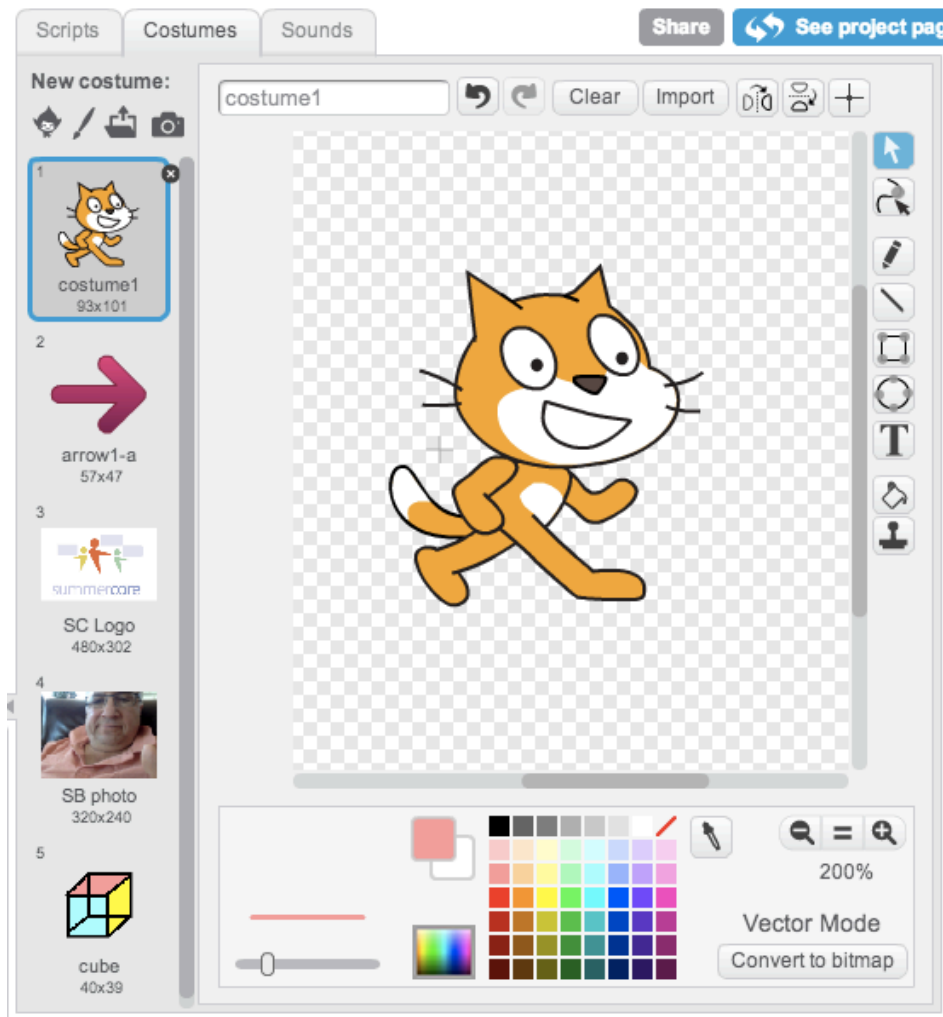 Scripts
Costumes
Sounds
Share
See project pag
New costume:
costume1
Clear
Import
1
costume1
93x101
2
arrow1-a
57x47
3
summercore
SC Logo
480x302
4
SB photo
320x240
5
cube
40x39
T
200%
Vector Mode
Convert to bitmap